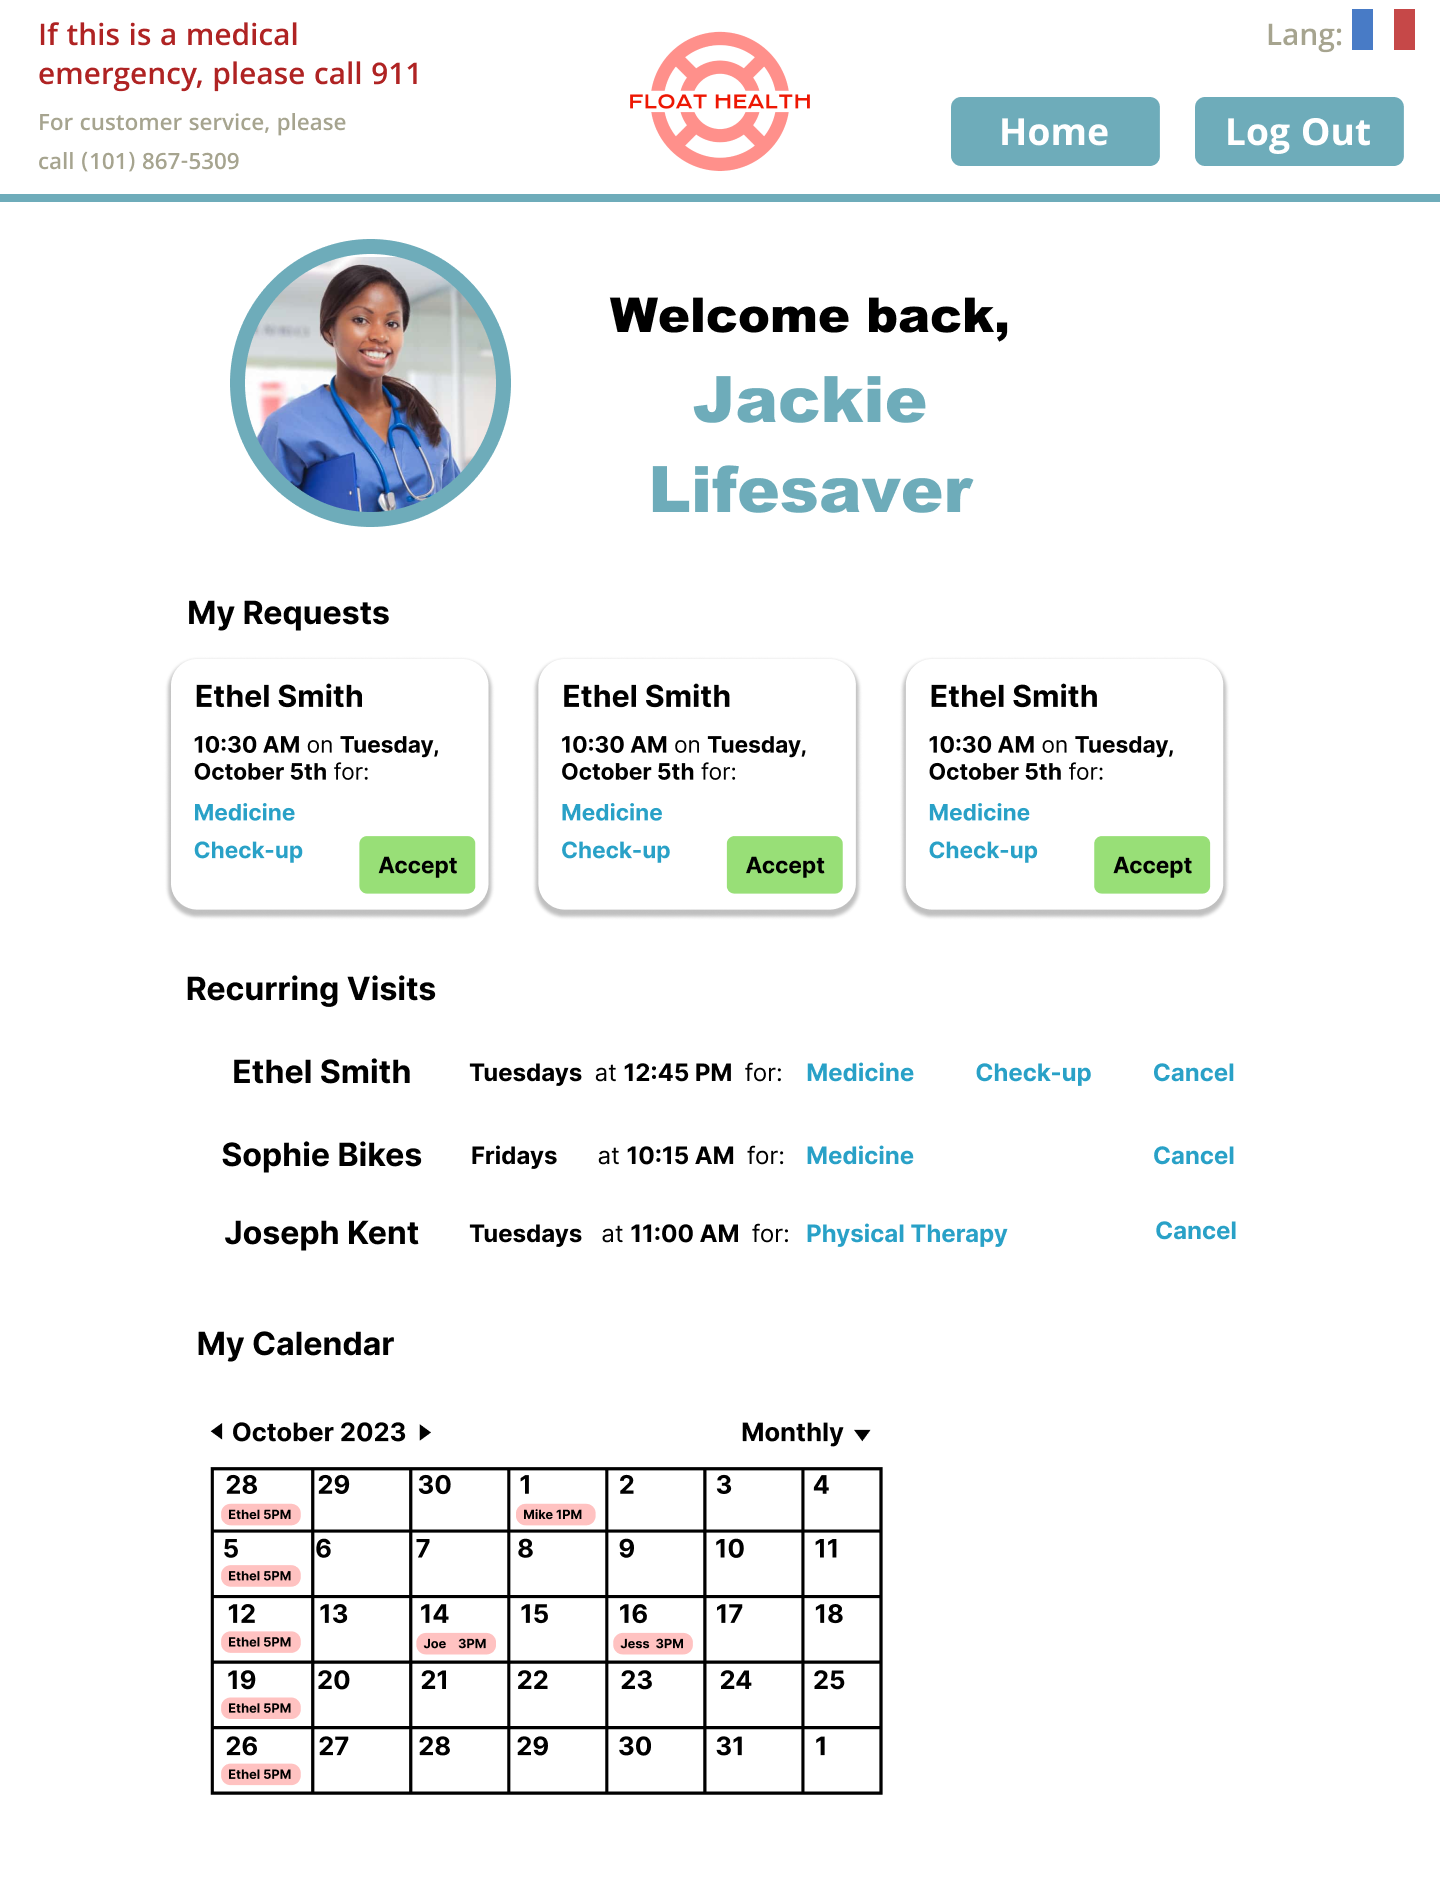 If this is a medical
emergency, please call 911
For customer service, please
call (101) 867-5309
FLOAT HEALTH
Lang:
Home
Log Out
Welcome back,
Jackie
Lifesaver
My Requests
Ethel Smith
10:30 AM on Tuesday,
October 5th for:
Medicine
Check-up
Accept
Ethel Smith
10:30 AM on Tuesday,
October 5th for:
Medicine
Check-up
Accept
Ethel Smith
10:30 AM on Tuesday,
October 5th for:
Medicine
Check-up
Accept
Recurring Visits
Ethel Smith Tuesdays at 12:45 PM for: Medicine Check-up Cancel
Sophie Bikes Fridays at 10:15 AM for: Medicine Cancel
Joseph Kent Tuesdays at 11:00 AM for: Physical Therapy Cancel
My Calendar
October 2023 Monthly
28 29 30 1 2 3 4
Ethel 5PM Mike 1PM
5 6 7 8 9 10 11
Ethel 5PM
12 13 14 15 16 17 18
Ethel 5PM Joe 3PM Jess 3PM
19 20 21 22 23 24 25
Ethel 5PM
26 27 28 29 30 31 1
Ethel 5PM